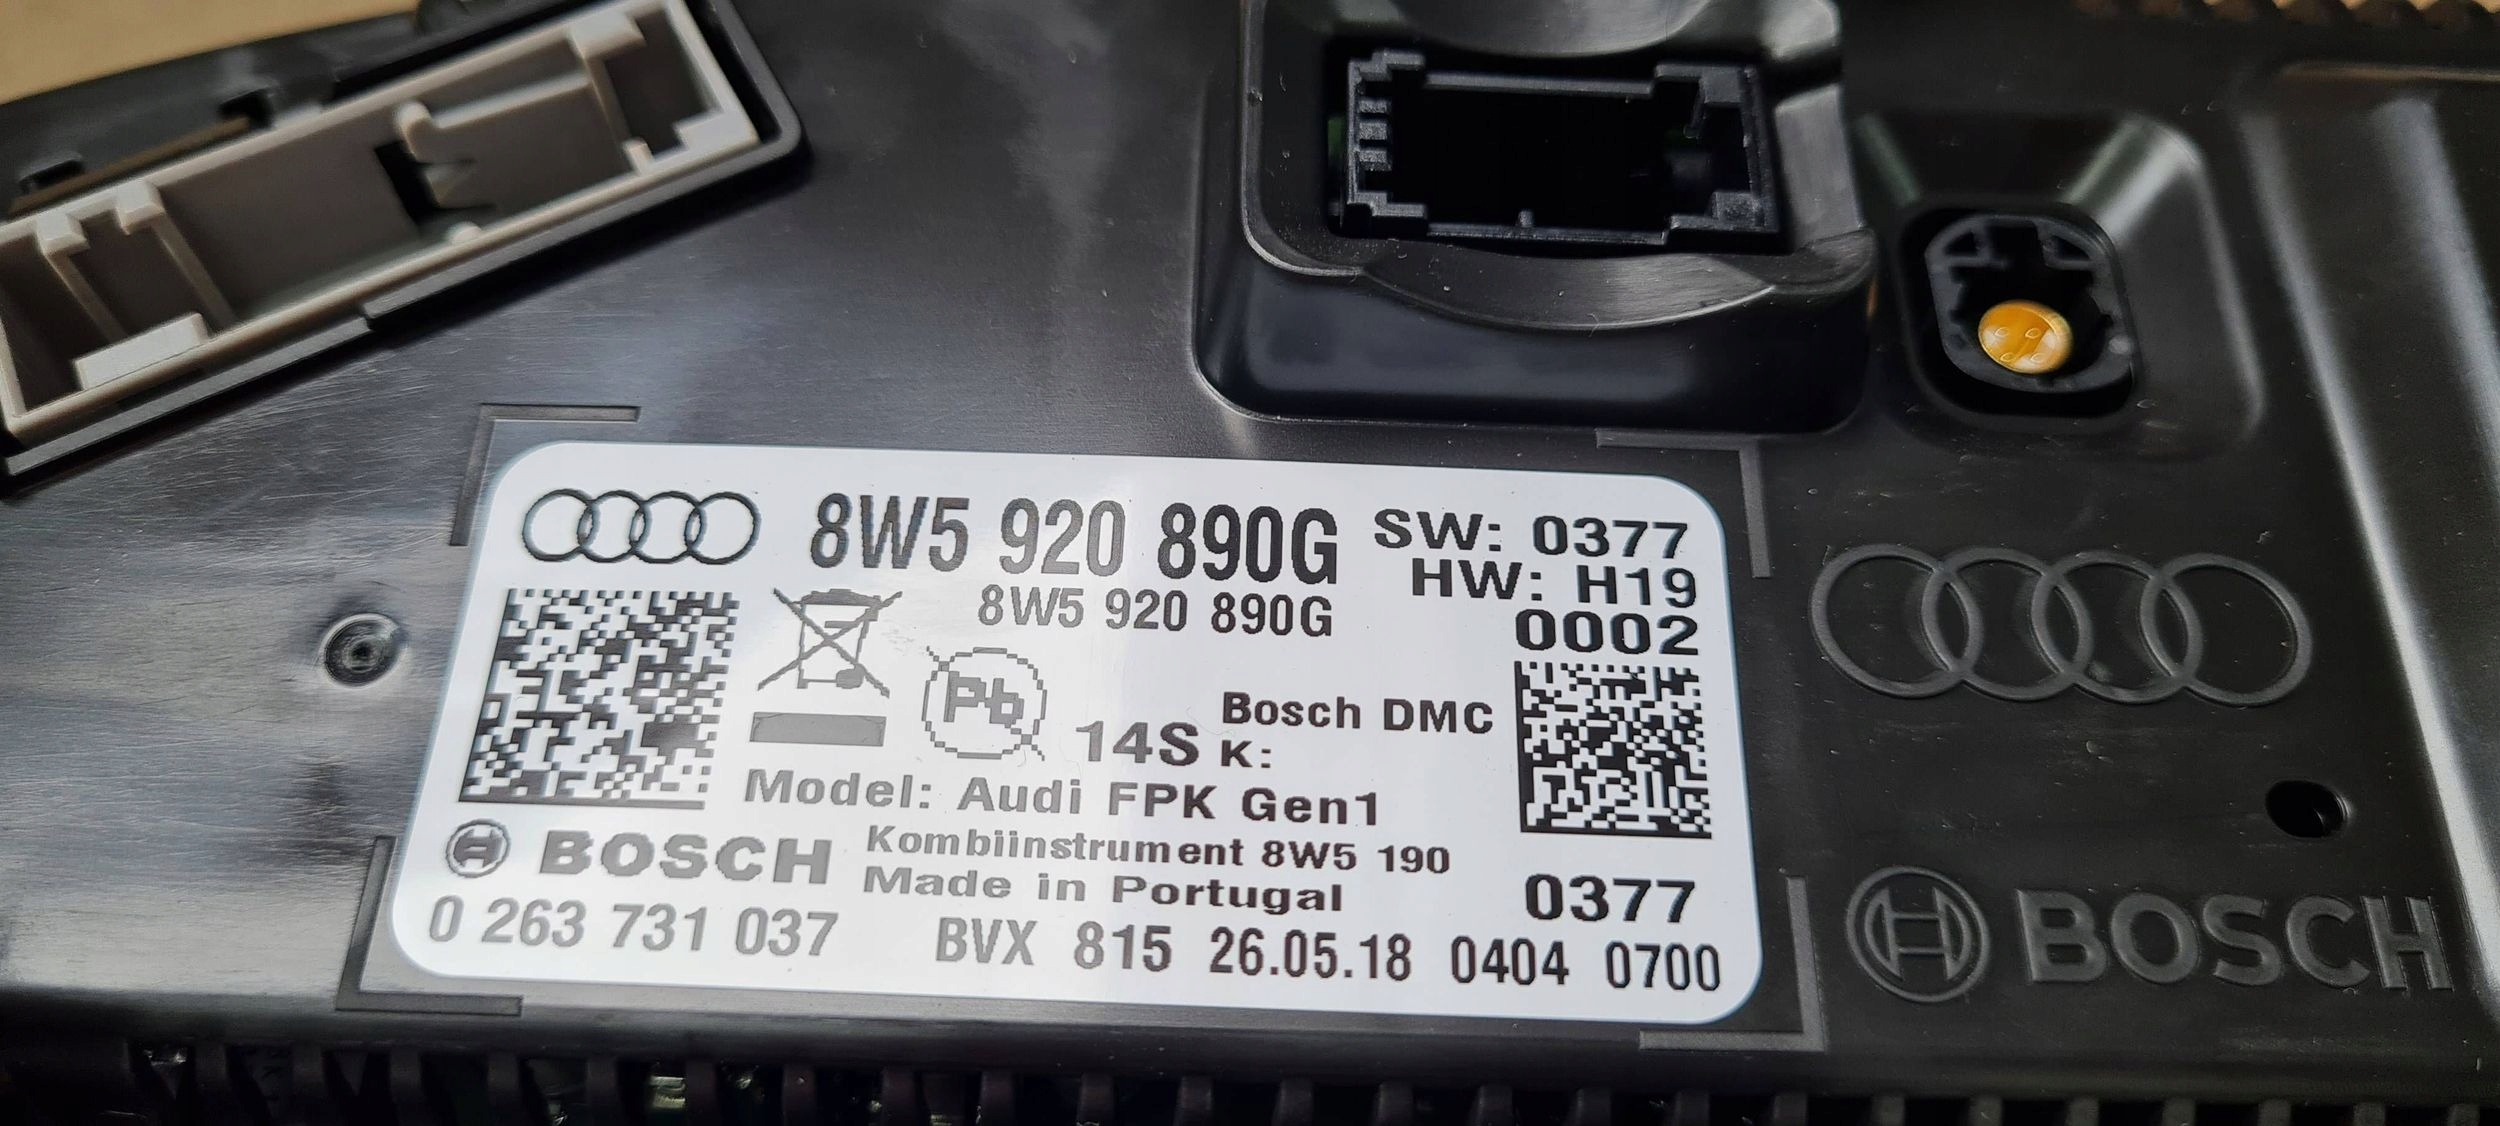 8W5 920 890G
SW: 0377
8W5 920 890G
HW: H19
0002
Pb
14S
Bosch DMC
K:
Model: Audi FPK Gen1
BOSCH
Kombiinstrument 8W5 190
Made in Portugal
0377
0 263 731 037
BVX 815 26.05.18 0404 0700
BOSCH